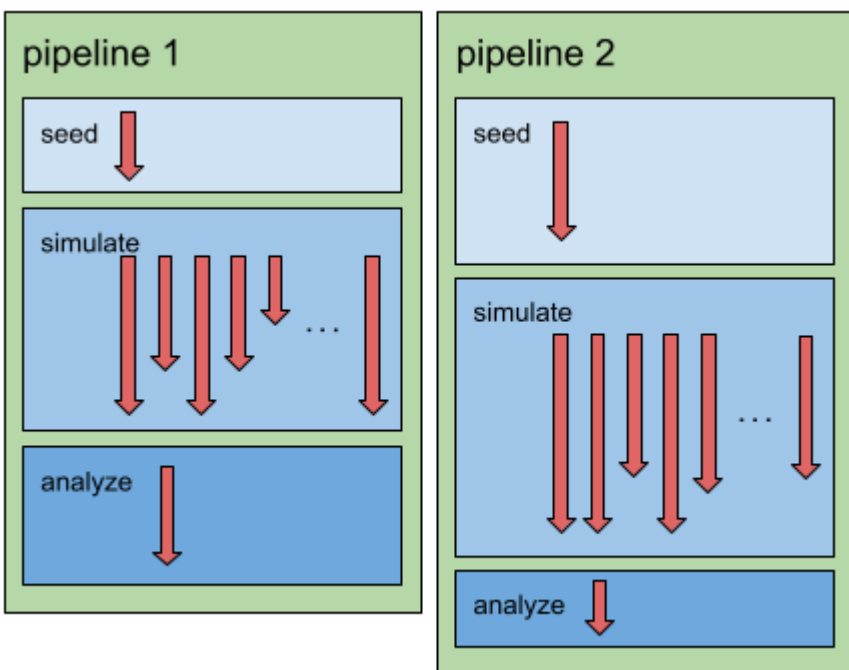 pipeline 1
seed
simulate
...
analyze
pipeline 2
seed
simulate
...
analyze